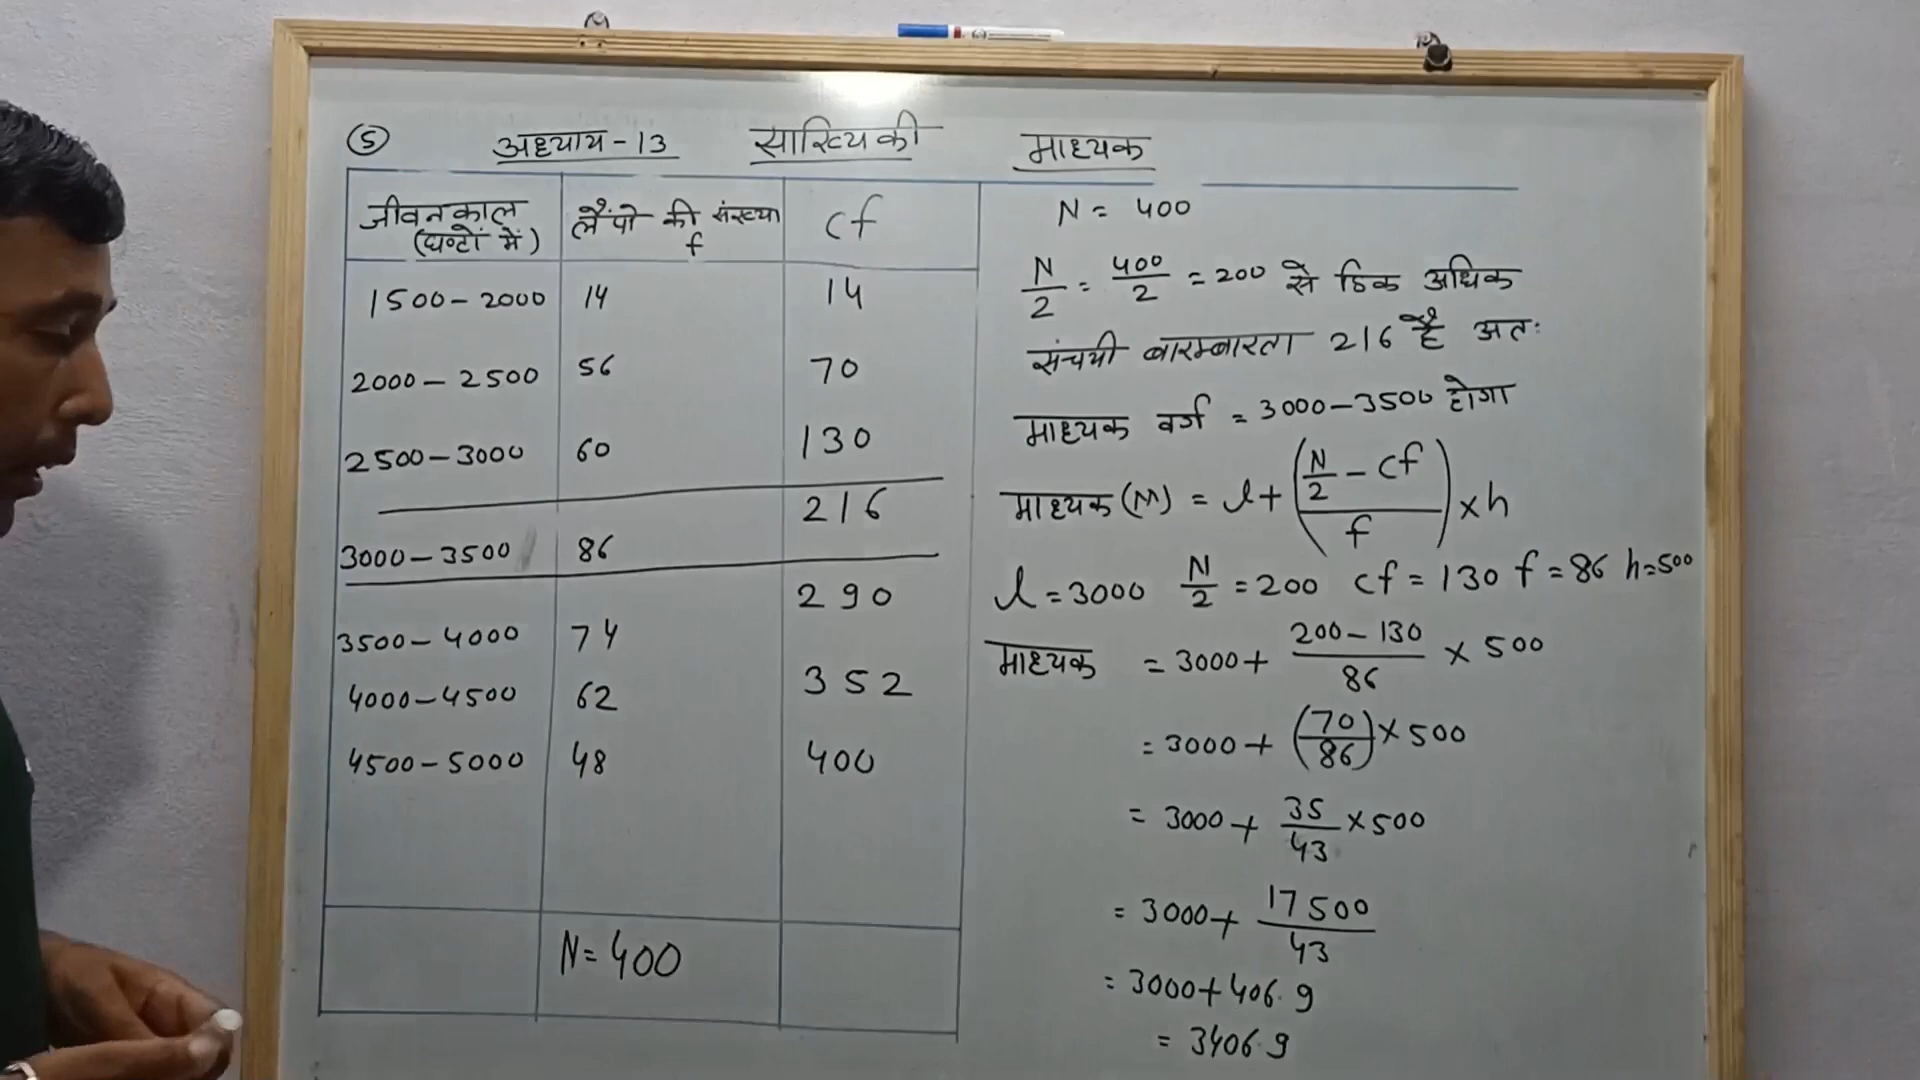 ⑤ अध्याय-13 सांख्यिकी माध्यक
जीवनकाल (घण्टों में) लैंपो की संख्या f cf
1500-2000 14 14
2000-2500 56 70
2500-3000 60 130
3000-3500 86 216
3500-4000 74 290
4000-4500 62 352
4500-5000 48 400
N=400
N = 400
N/2 = 400/2 = 200 से ठिक अधिक
संचयी बारम्बारता 216 है अत:
माध्यक वर्ग = 3000-3500 होगा
माध्यक (M) = l+((N/2 - cf)/f)×h
l=3000 N/2=200 cf=130 f=86 h=500
माध्यक = 3000+ (200-130)/86 × 500
= 3000+ (70/86)×500
= 3000+ 35/43 ×500
= 3000+ 17500/43
= 3000+406.9
= 3406.9